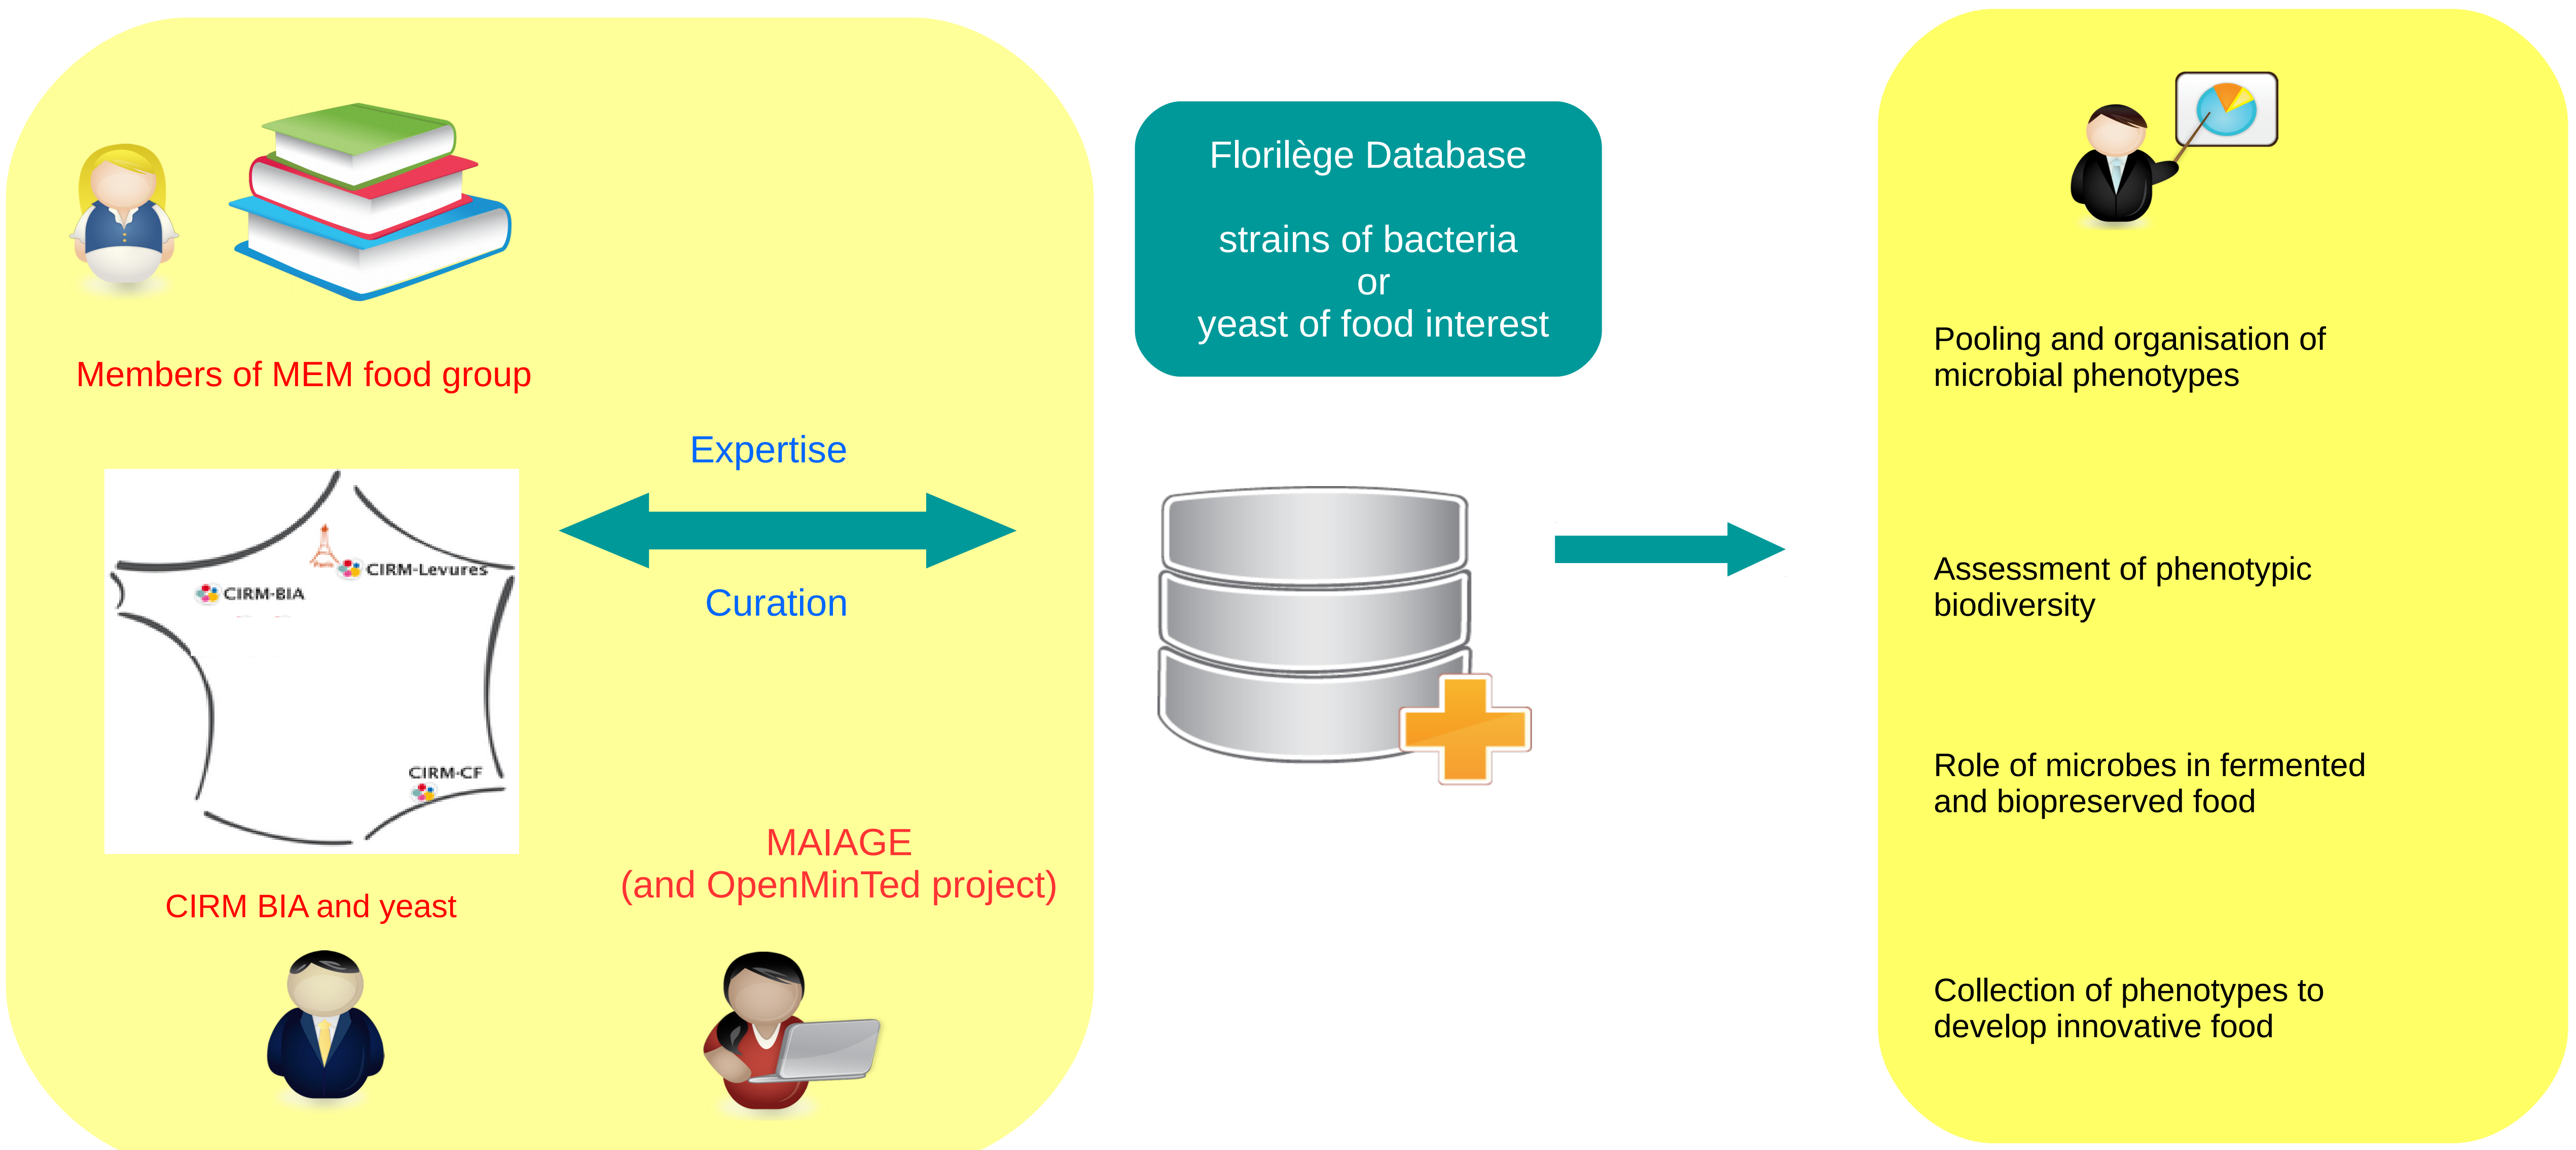 Members of MEM food group
Expertise
Curation
Paris
CIRM-Levures
CIRM-BIA
CIRM-CF
CIRM BIA and yeast
MAIAGE
(and OpenMinTed project)
Florilège Database
strains of bacteria
or
yeast of food interest
Pooling and organisation of
microbial phenotypes
Assessment of phenotypic
biodiversity
Role of microbes in fermented
and biopreserved food
Collection of phenotypes to
develop innovative food